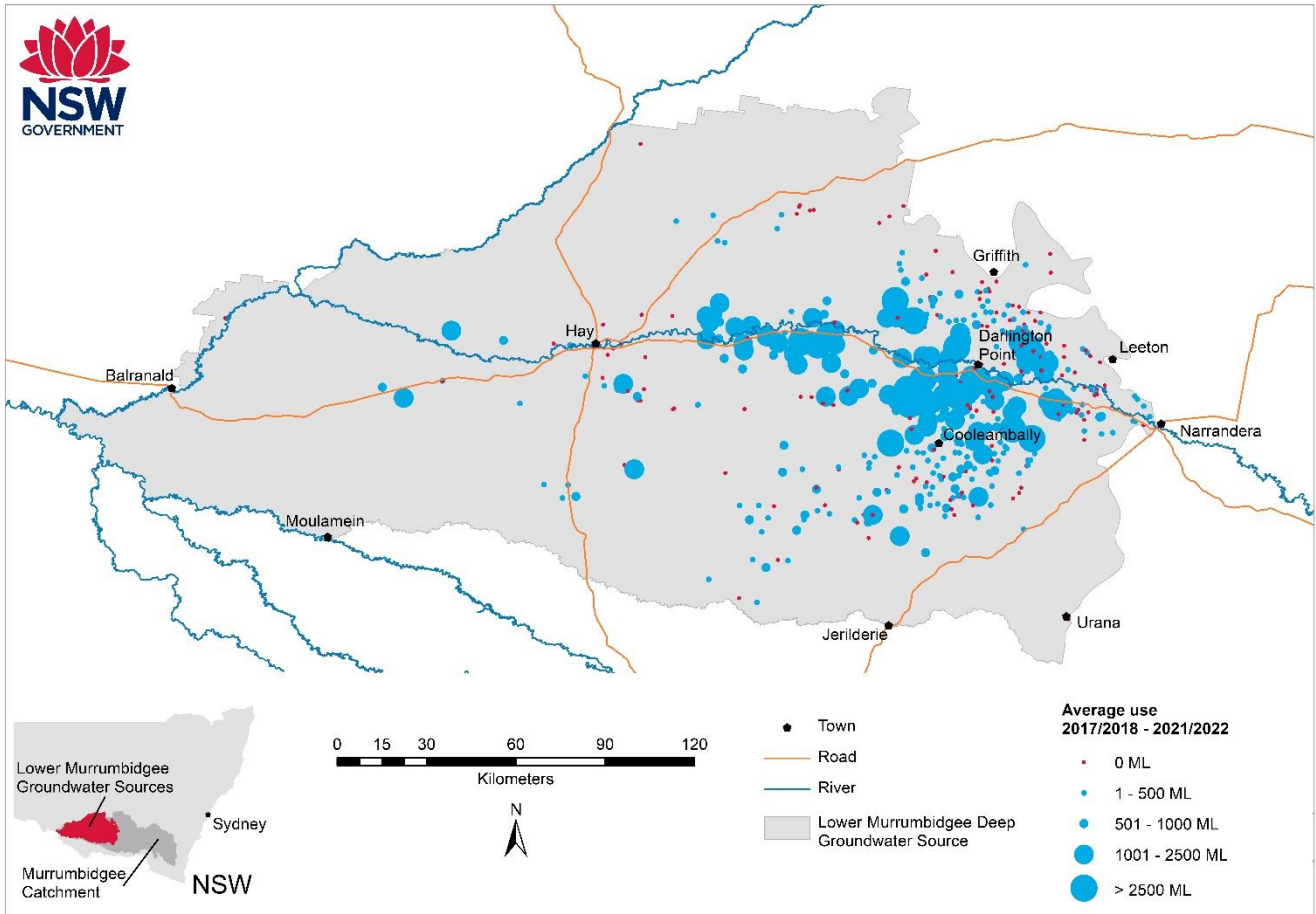 NSW
GOVERNMENT
Griffith
Hay
Darlington
Point
Leeton
Balranald
Narrandera
Cooleambally
Moulamein
Urana
Jerilderie
Lower Murrumbidgee
Groundwater Sources
Sydney
Murrumbidgee
Catchment
NSW
0 15 30 60 90 120
Kilometers
N
Town
Road
River
Lower Murrumbidgee Deep
Groundwater Source
Average use
2017/2018 - 2021/2022
0 ML
1 - 500 ML
501 - 1000 ML
1001 - 2500 ML
> 2500 ML